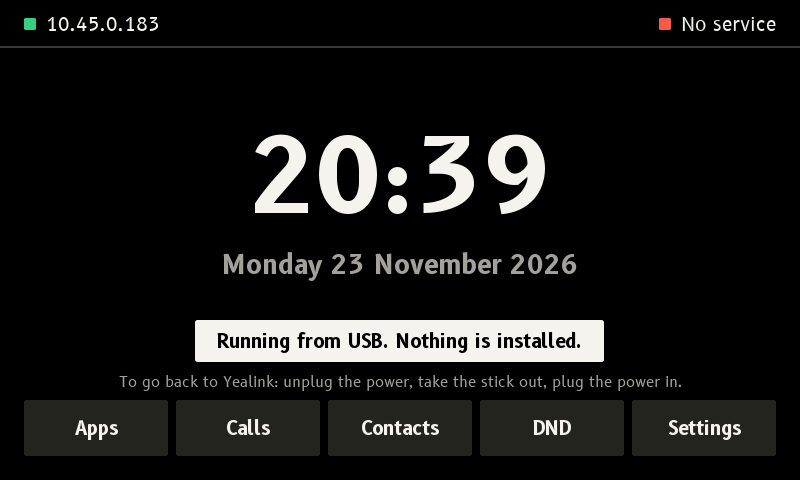 10.45.0.183
No service
20:39
Monday 23 November 2026
Running from USB. Nothing is installed.
To go back to Yealink: unplug the power, take the stick out, plug the power in.
Apps
Calls
Contacts
DND
Settings